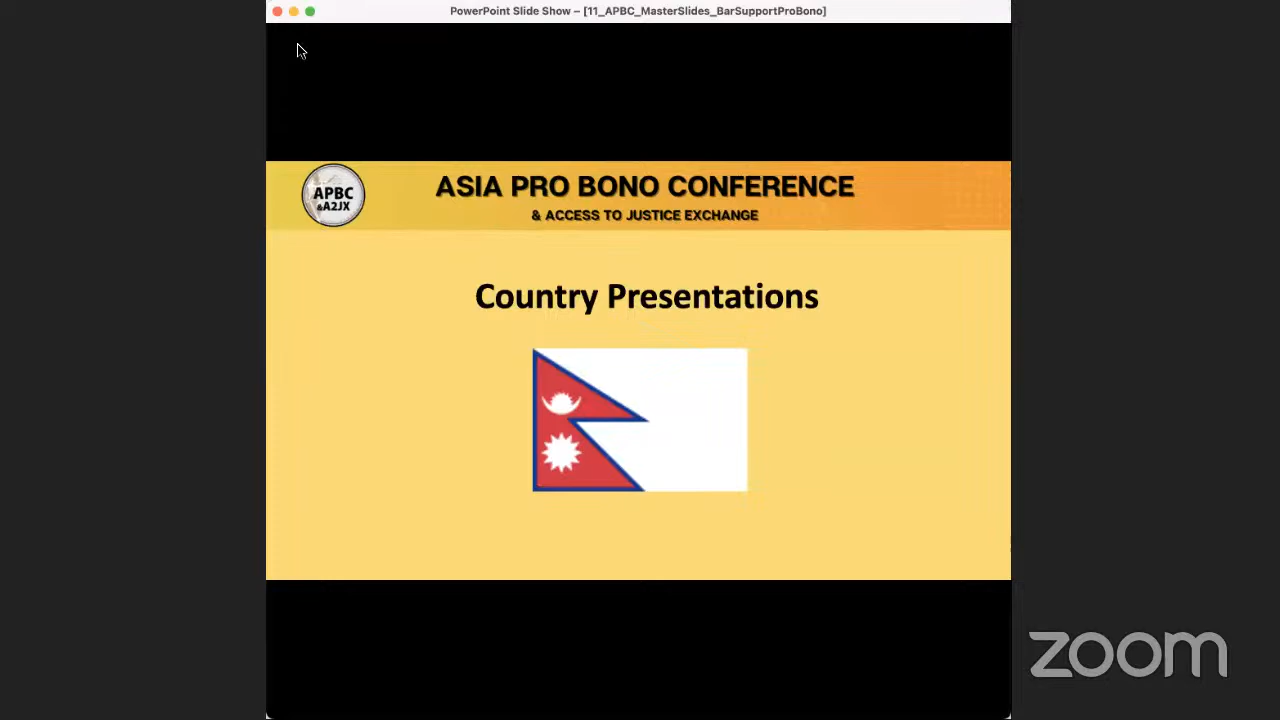 PowerPoint Slide Show – [11_APBC_MasterSlides_BarSupportProBono]
APBC
&A2JX
ASIA PRO BONO CONFERENCE
& ACCESS TO JUSTICE EXCHANGE
Country Presentations
zoom